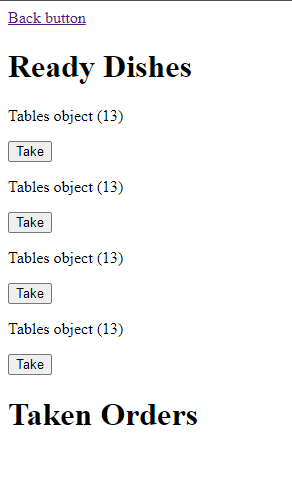 Back button
Ready Dishes
Tables object (13)
Take
Tables object (13)
Take
Tables object (13)
Take
Tables object (13)
Take
Taken Orders